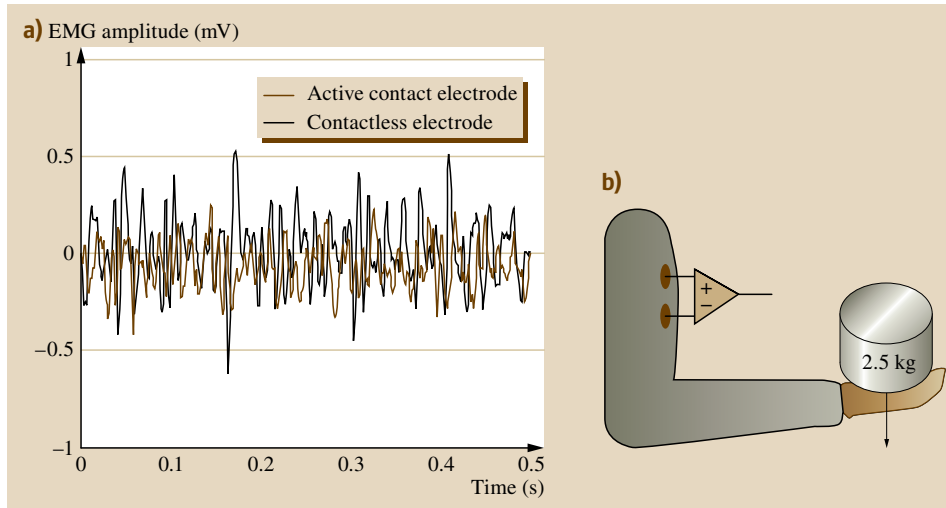 a) EMG amplitude (mV)
1
Active contact electrode
Contactless electrode
0.5
0
−0.5
−1
0 0.1 0.2 0.3 0.4 0.5
Time (s)
b)
+
−
2.5 kg